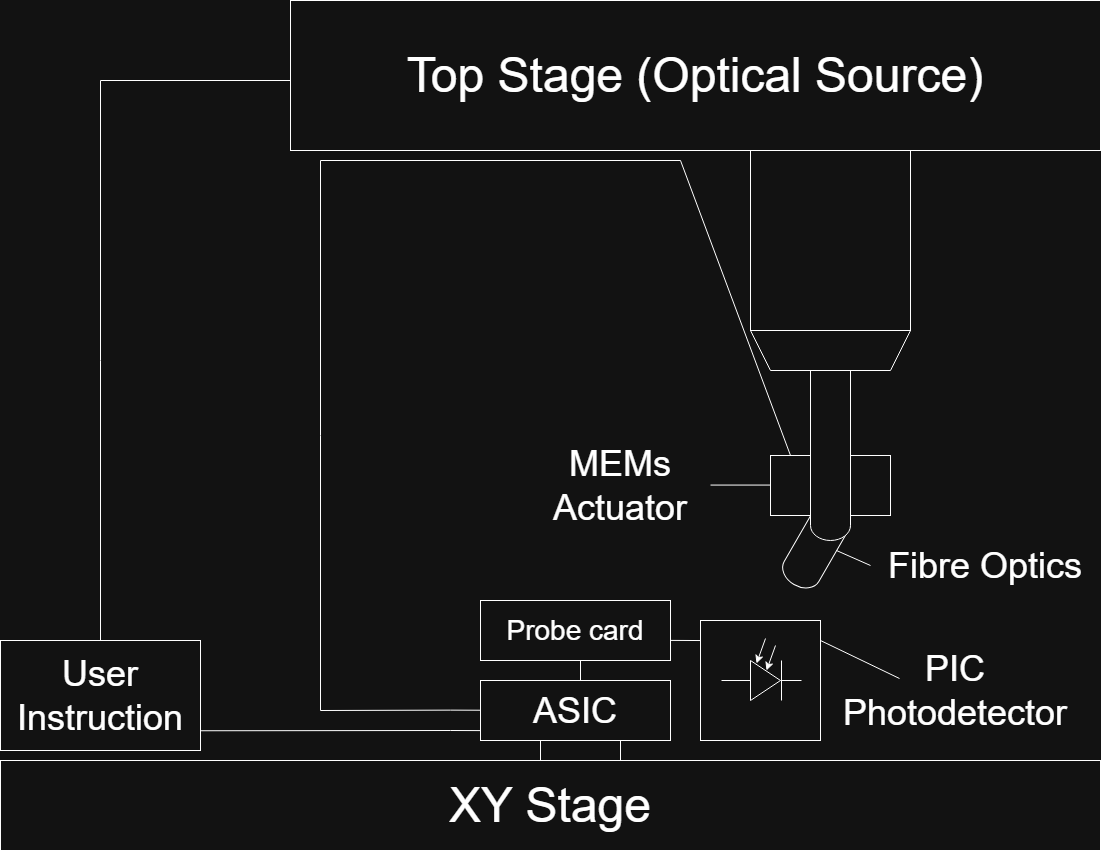 Top Stage (Optical Source)
MEMs
Actuator
Fibre Optics
Probe card
PIC
Photodetector
User
Instruction
ASIC
XY Stage